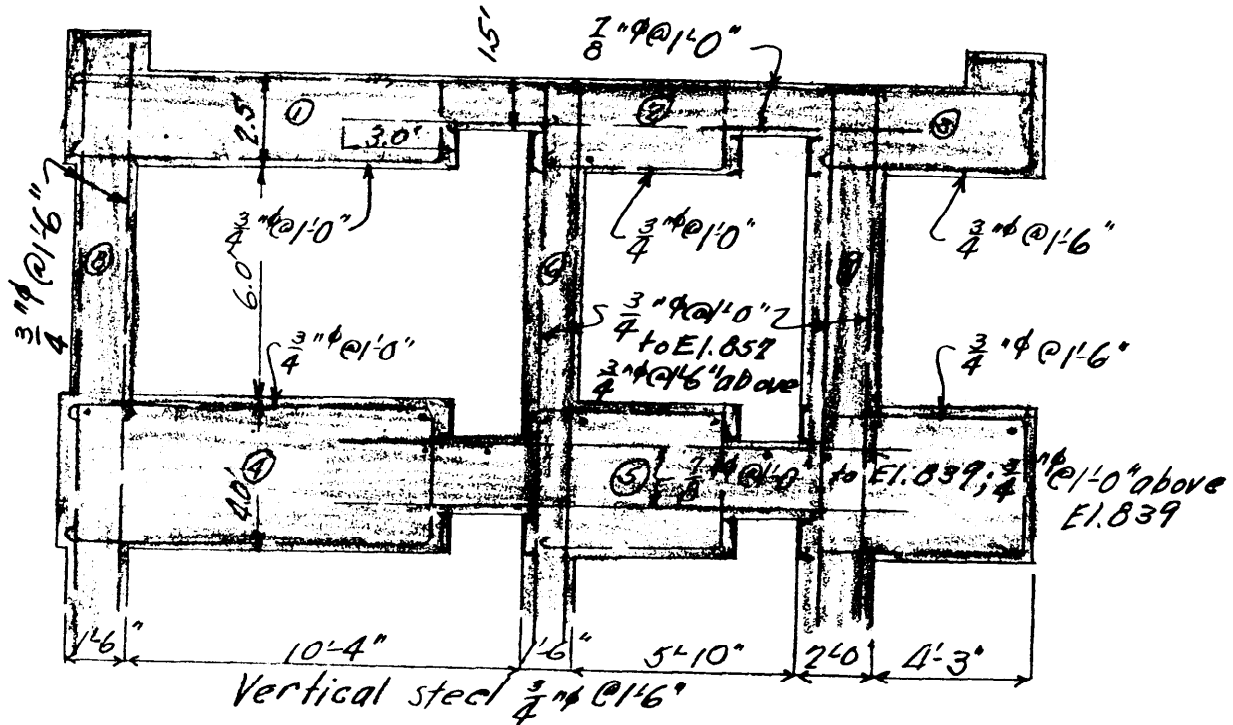 1.5'
7/8 "φ@1'-0"
①
②
③
2.5'
3.0'
3/4 "φ@1'-6"
3/4 "φ@1'-0"
3/4 "φ@1'-0"
3/4 "φ@1'-6"
6.0'
⑥
3/4 "φ@1'-0"
to El.857
3/4 "φ@1'-6" above
3/4 "φ@1'-0"
3/4 "φ@1'-6"
4.0'
④
⑤
7/8 "φ@1'-0 to El.839; 3/4 "φ@1'-0" above
El.839
1'-6"
10'-4"
1'-6"
5'-10"
2'-0
4'-3"
Vertical steel 3/4 "φ@1'-6"